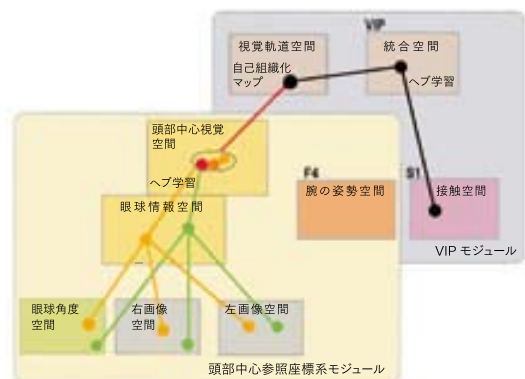 VIP
視覚軌道空間
統合空間
自己組織化
マップ
ヘブ学習
頭部中心視覚
空間
ヘブ学習
F4
腕の姿勢空間
S1
接触空間
眼球情報空間
VIP モジュール
眼球角度
空間
右画像
空間
左画像空間
頭部中心参照座標系モジュール